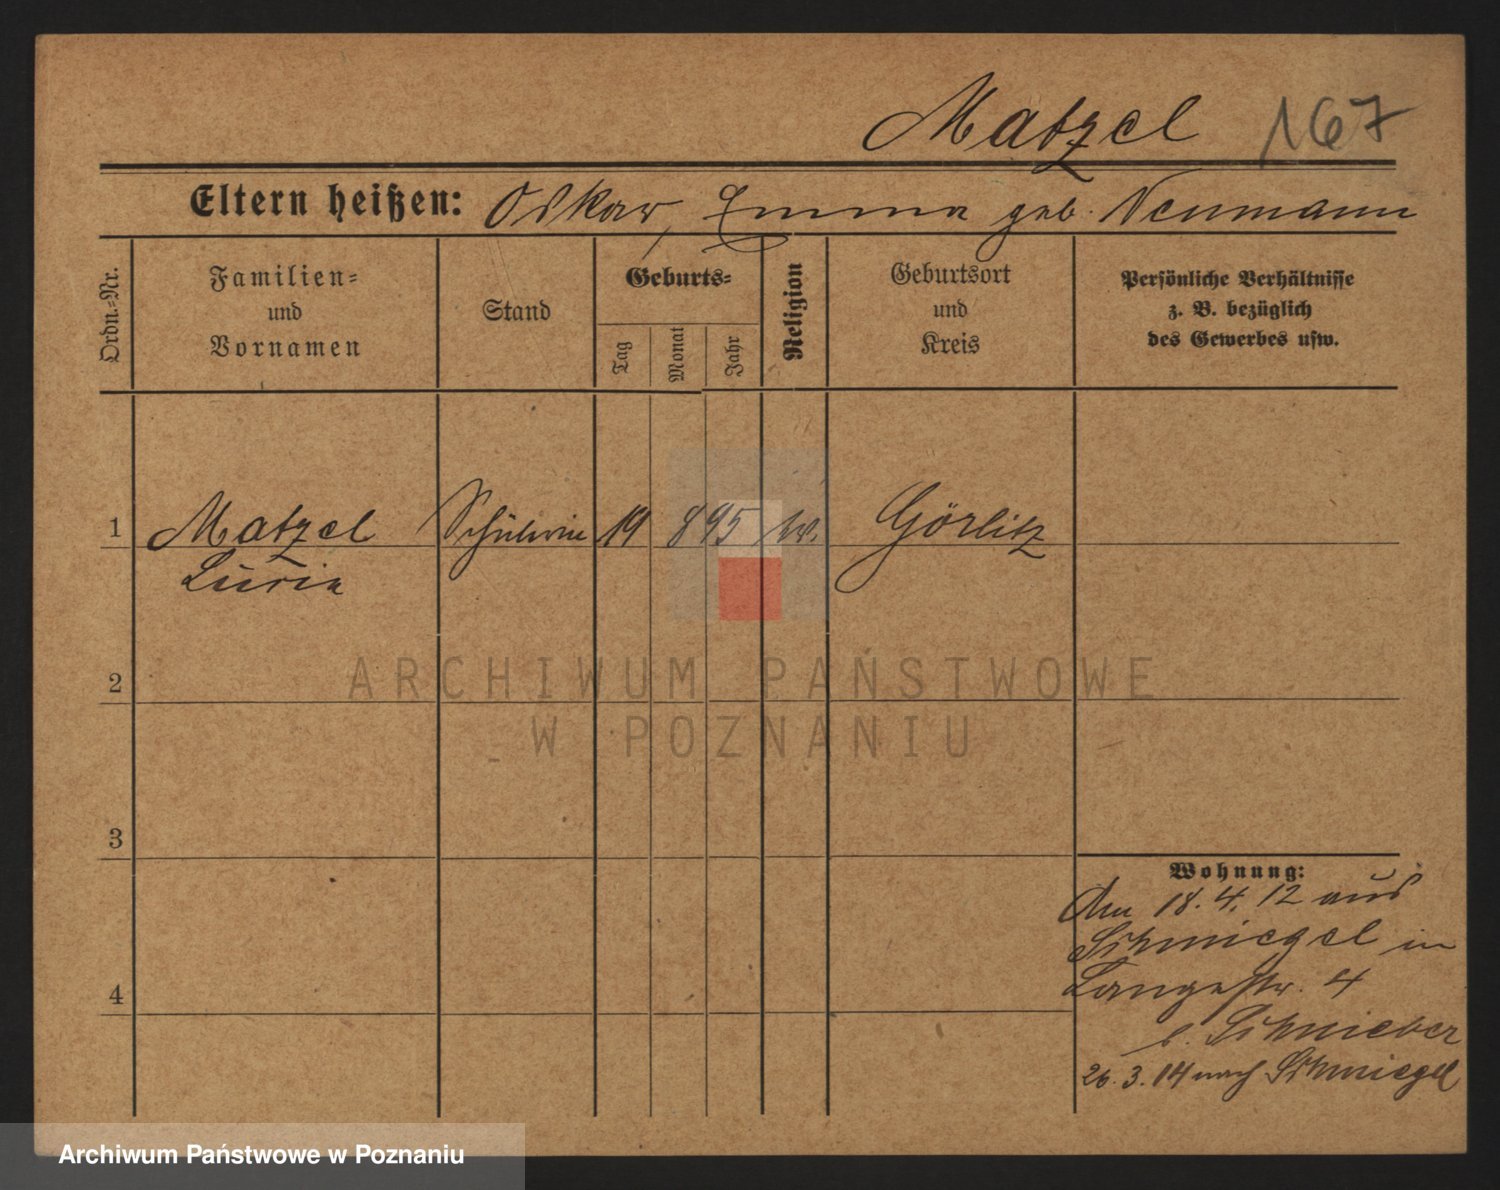 Matzel 167
Eltern heißen: Oskar, Emma geb. Neumann
Ordn.-Nr.
Familien-
und
Vornamen
Stand
Geburts-
Tag
Monat
Jahr
Religion
Geburtsort
und
Kreis
Persönliche Verhältnisse
z. B. bezüglich
des Gewerbes usw.
1 Matzel Schülerin 19 8 95 Görlitz
2
3
4
Wohnung:
Am 18. 4. 12 aus
Schmiegel in
Langestr. 4
b. Schnieber
26. 3. 14 nach Schmiegel
ARCHIWUM PAŃSTWOWE
W POZNANIU
Archiwum Państwowe w Poznaniu